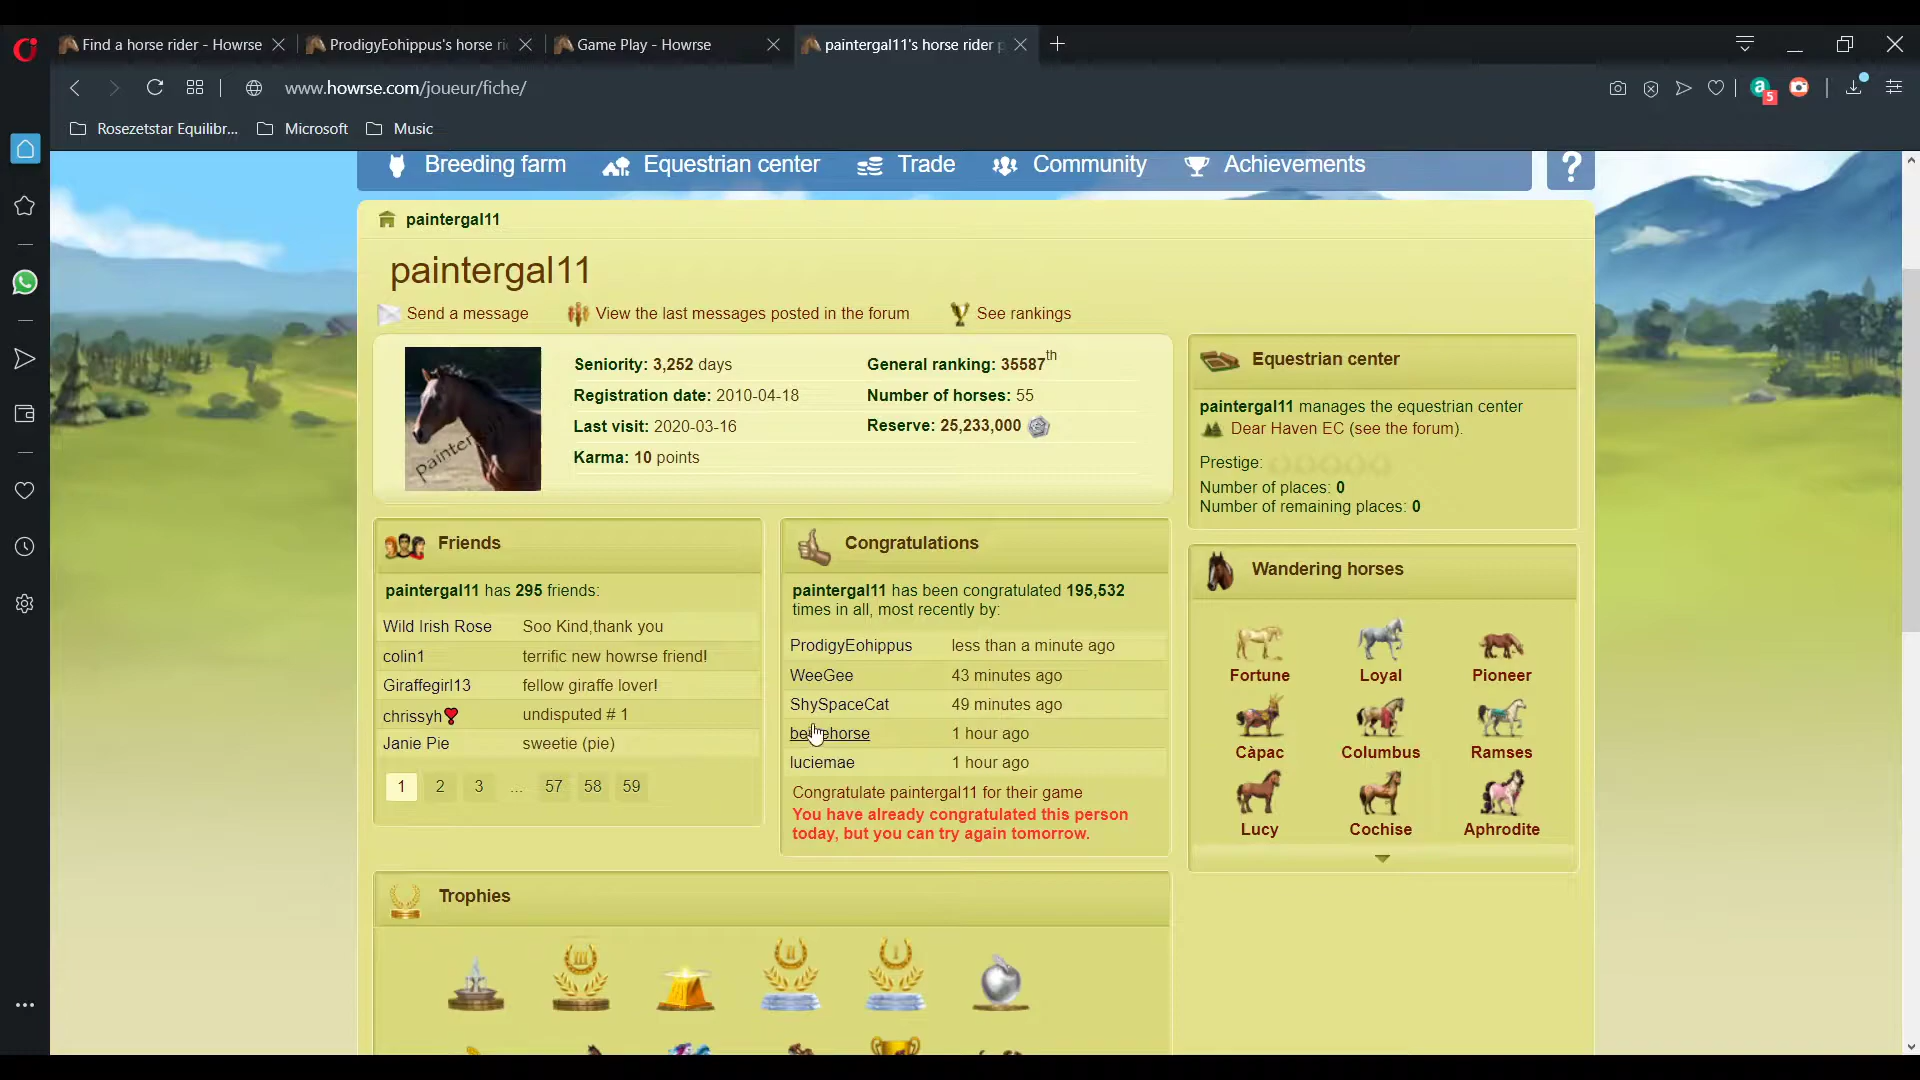 Find a horse rider - Howrse
ProdigyEohippus's horse ri
Game Play - Howrse
paintergal11's horse rider p
www.howrse.com/joueur/fiche/
a
5
Rosezetstar Equilibr...
Microsoft
Music
Breeding farm
Equestrian center
Trade
Community
Achievements
?
paintergal11
paintergal11
Send a message
View the last messages posted in the forum
See rankings
Seniority: 3,252 days
Registration date: 2010-04-18
Last visit: 2020-03-16
Karma: 10 points
General ranking: 35587th
Number of horses: 55
Reserve: 25,233,000
Equestrian center
paintergal11 manages the equestrian center
Dear Haven EC (see the forum).
Prestige:
Number of places: 0
Number of remaining places: 0
Friends
paintergal11 has 295 friends:
Wild Irish Rose Soo Kind,thank you
colin1 terrific new howrse friend!
Giraffegirl13 fellow giraffe lover!
chrissyh undisputed # 1
Janie Pie sweetie (pie)
1 2 3 ... 57 58 59
Congratulations
paintergal11 has been congratulated 195,532
times in all, most recently by:
ProdigyEohippus less than a minute ago
WeeGee 43 minutes ago
ShySpaceCat 49 minutes ago
1 hour ago
luciemae 1 hour ago
Congratulate paintergal11 for their game
You have already congratulated this person
today, but you can try again tomorrow.
Wandering horses
Fortune Loyal Pioneer
Càpac Columbus Ramses
Lucy Cochise Aphrodite
Trophies